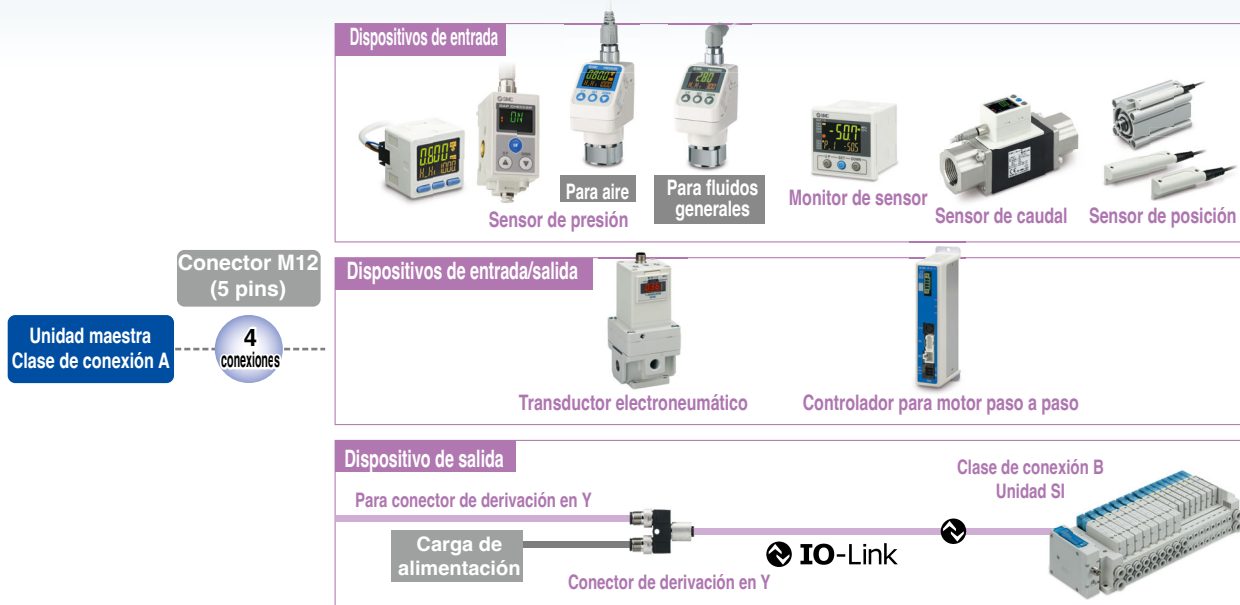 Dispositivos de entrada
Para aire
Para fluidos
generales
Sensor de presión
Monitor de sensor
Sensor de caudal
Sensor de posición
Conector M12
(5 pins)
Unidad maestra
Clase de conexión A
4
conexiones
Dispositivos de entrada/salida
Transductor electroneumático
Controlador para motor paso a paso
Dispositivo de salida
Para conector de derivación en Y
Carga de
alimentación
Conector de derivación en Y
IO-Link
Clase de conexión B
Unidad SI